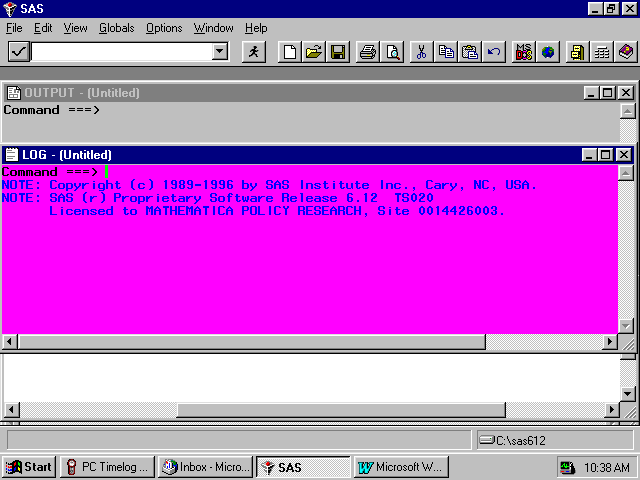 SAS
File Edit View Globals Options Window Help
MS DOS
OUTPUT - (Untitled)
Command ===>
LOG - (Untitled)
Command ===>
NOTE: Copyright (c) 1989-1996 by SAS Institute Inc., Cary, NC, USA.
NOTE: SAS (r) Proprietary Software Release 6.12  TS020
Licensed to MATHEMATICA POLICY RESEARCH, Site 0014426003.
C:\sas612
Start PC Timelog ... Inbox - Micro... SAS Microsoft W... 10:38 AM